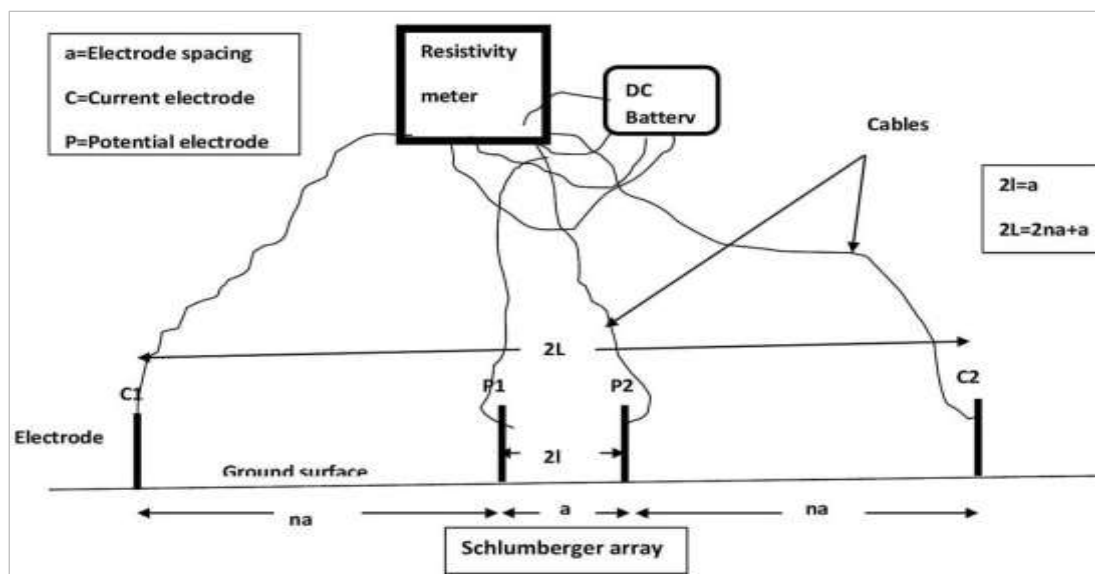 a=Electrode spacing
C=Current electrode
P=Potential electrode
Resistivity
meter
DC
Battery
Cables
2l=a
2L=2na+a
2L
C1
P1
P2
C2
Electrode
2l
Ground surface
na
a
na
Schlumberger array